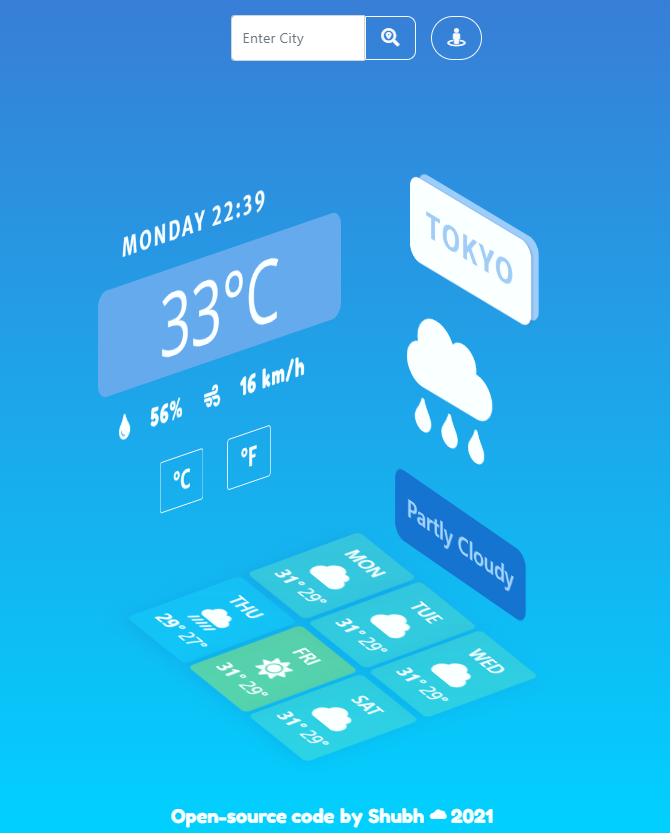 Enter City
MONDAY 22:39
33°C
56% 16 km/h
°C °F
TOKYO
Partly Cloudy
MON
31° 29°
TUE
31° 29°
WED
31° 29°
THU
29° 27°
FRI
31° 29°
SAT
31° 29°
Open-source code by Shubh 2021